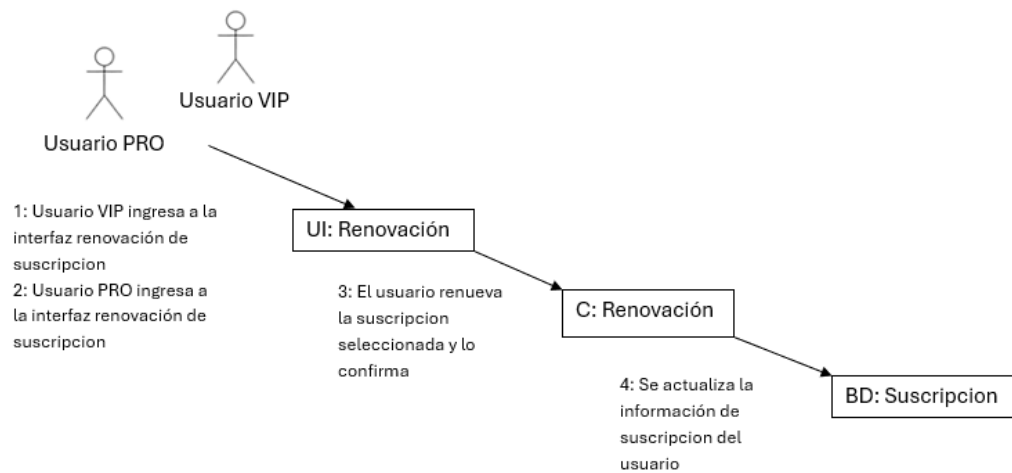 Usuario VIP
Usuario PRO
1: Usuario VIP ingresa a la
interfaz renovación de
suscripcion
2: Usuario PRO ingresa a
la interfaz renovación de
suscripcion
UI: Renovación
3: El usuario renueva
la suscripcion
seleccionada y lo
confirma
C: Renovación
4: Se actualiza la
información de
suscripcion del
usuario
BD: Suscripcion